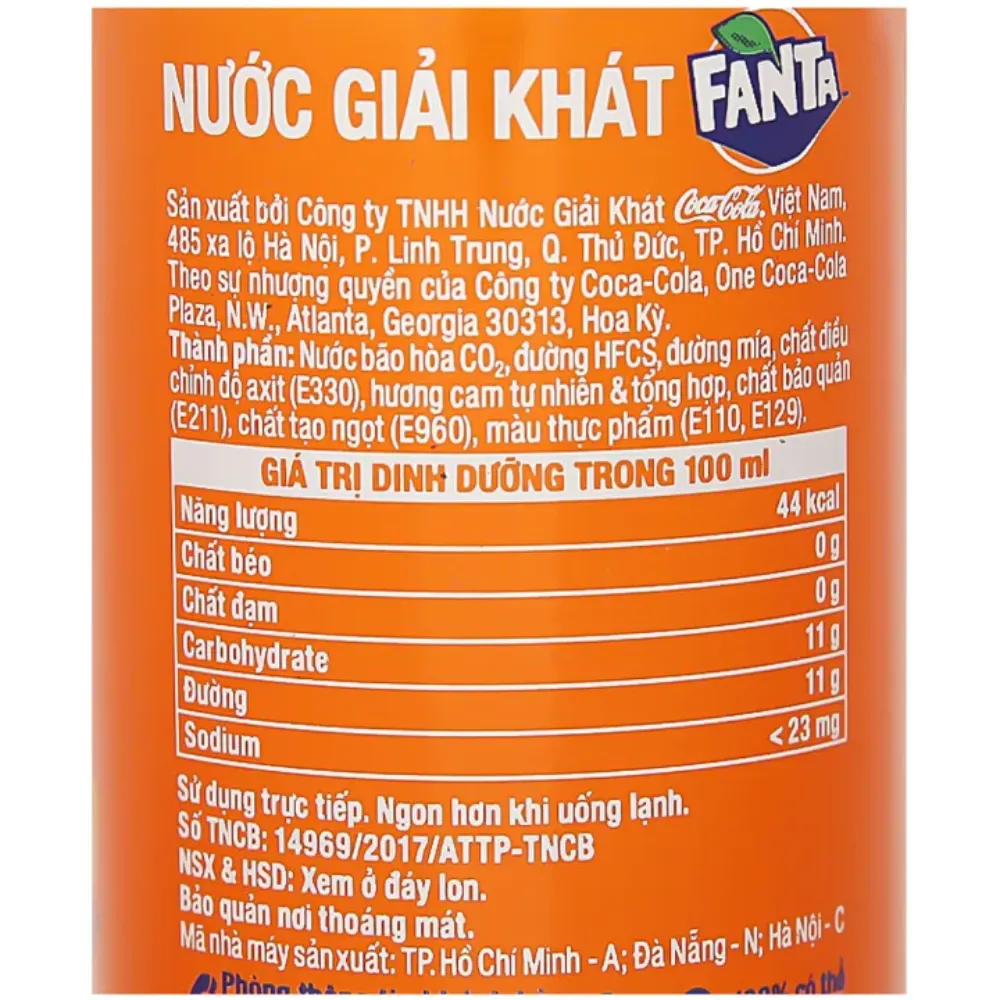 NƯỚC GIẢI KHÁT FANTA
Sản xuất bởi Công ty TNHH Nước Giải Khát Coca-Cola Việt Nam,
485 xa lộ Hà Nội, P. Linh Trung, Q. Thủ Đức, TP. Hồ Chí Minh.
Theo sự nhượng quyền của Công ty Coca-Cola, One Coca-Cola
Plaza, N.W., Atlanta, Georgia 30313, Hoa Kỳ.
Thành phần: Nước bão hòa CO₂, đường HFCS, đường mía, chất điều
chỉnh độ axit (E330), hương cam tự nhiên & tổng hợp, chất bảo quản
(E211), chất tạo ngọt (E960), màu thực phẩm (E110, E129).
GIÁ TRỊ DINH DƯỠNG TRONG 100 ml
Năng lượng 44 kcal
Chất béo 0 g
Chất đạm 0 g
Carbohydrate 11 g
Đường 11 g
Sodium < 23 mg
Sử dụng trực tiếp. Ngon hơn khi uống lạnh.
Số TNCB: 14969/2017/ATTP-TNCB
NSX & HSD: Xem ở đáy lon.
Bảo quản nơi thoáng mát.
Mã nhà máy sản xuất: TP. Hồ Chí Minh - A; Đà Nẵng - N; Hà Nội - C